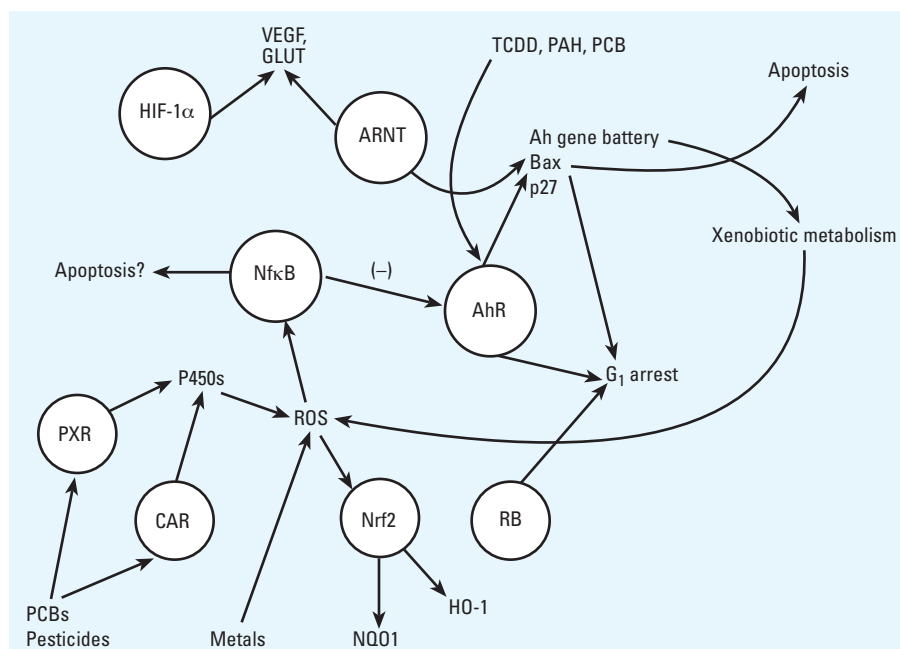 VEGF,
GLUT
TCDD, PAH, PCB
Apoptosis
HIF-1α
ARNT
Ah gene battery
Bax
p27
Xenobiotic metabolism
Apoptosis?
NfκB
(–)
AhR
P450s
G₁ arrest
ROS
PXR
CAR
Nrf2
RB
HO-1
PCBs
Pesticides
Metals
NQO1